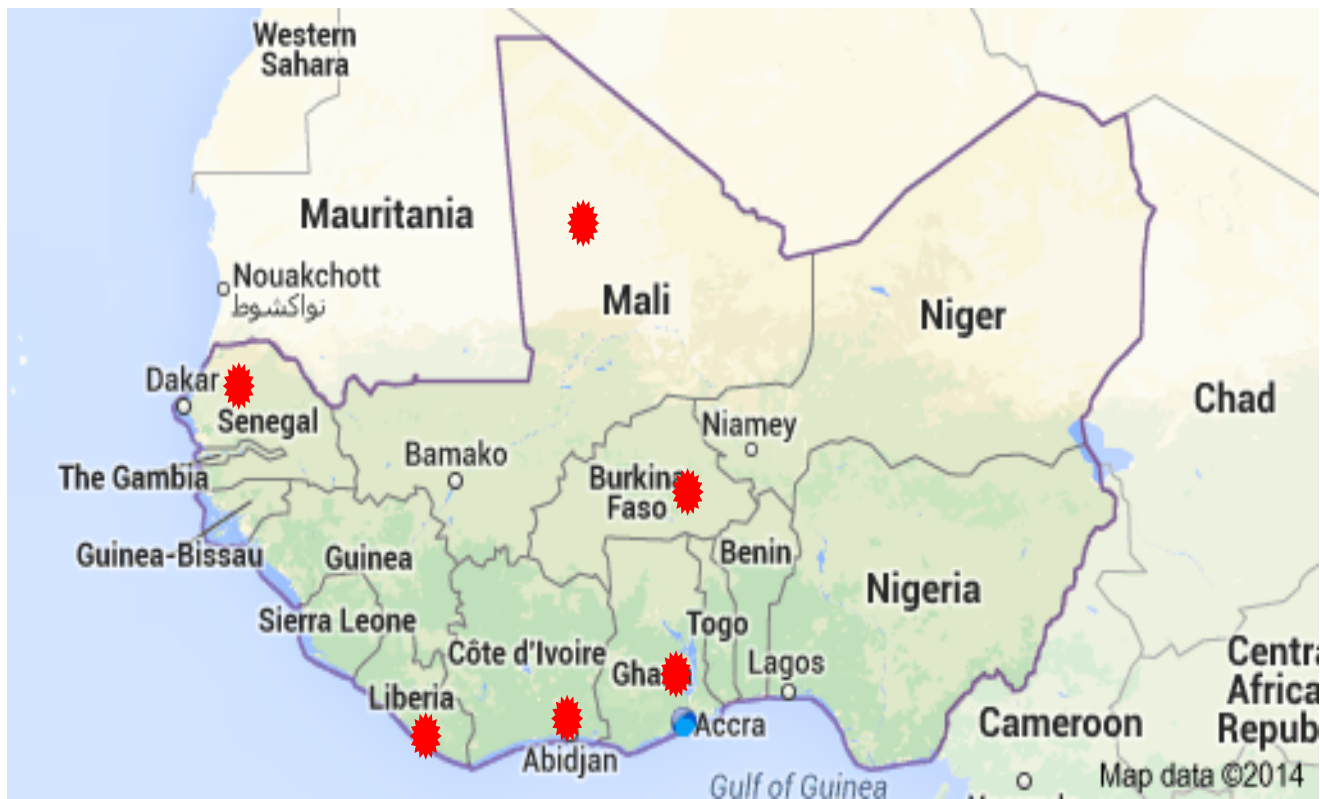 Western
Sahara
Mauritania
Nouakchott
نواكشوط
Mali
Niger
Chad
Dakar
Senegal
Niamey
Bamako
The Gambia
Burkina
Faso
Guinea-Bissau
Guinea
Benin
Nigeria
Sierra Leone
Togo
Côte d'Ivoire
Lagos
Liberia
Accra
Abidjan
Cameroon
Gulf of Guinea
Map data ©2014